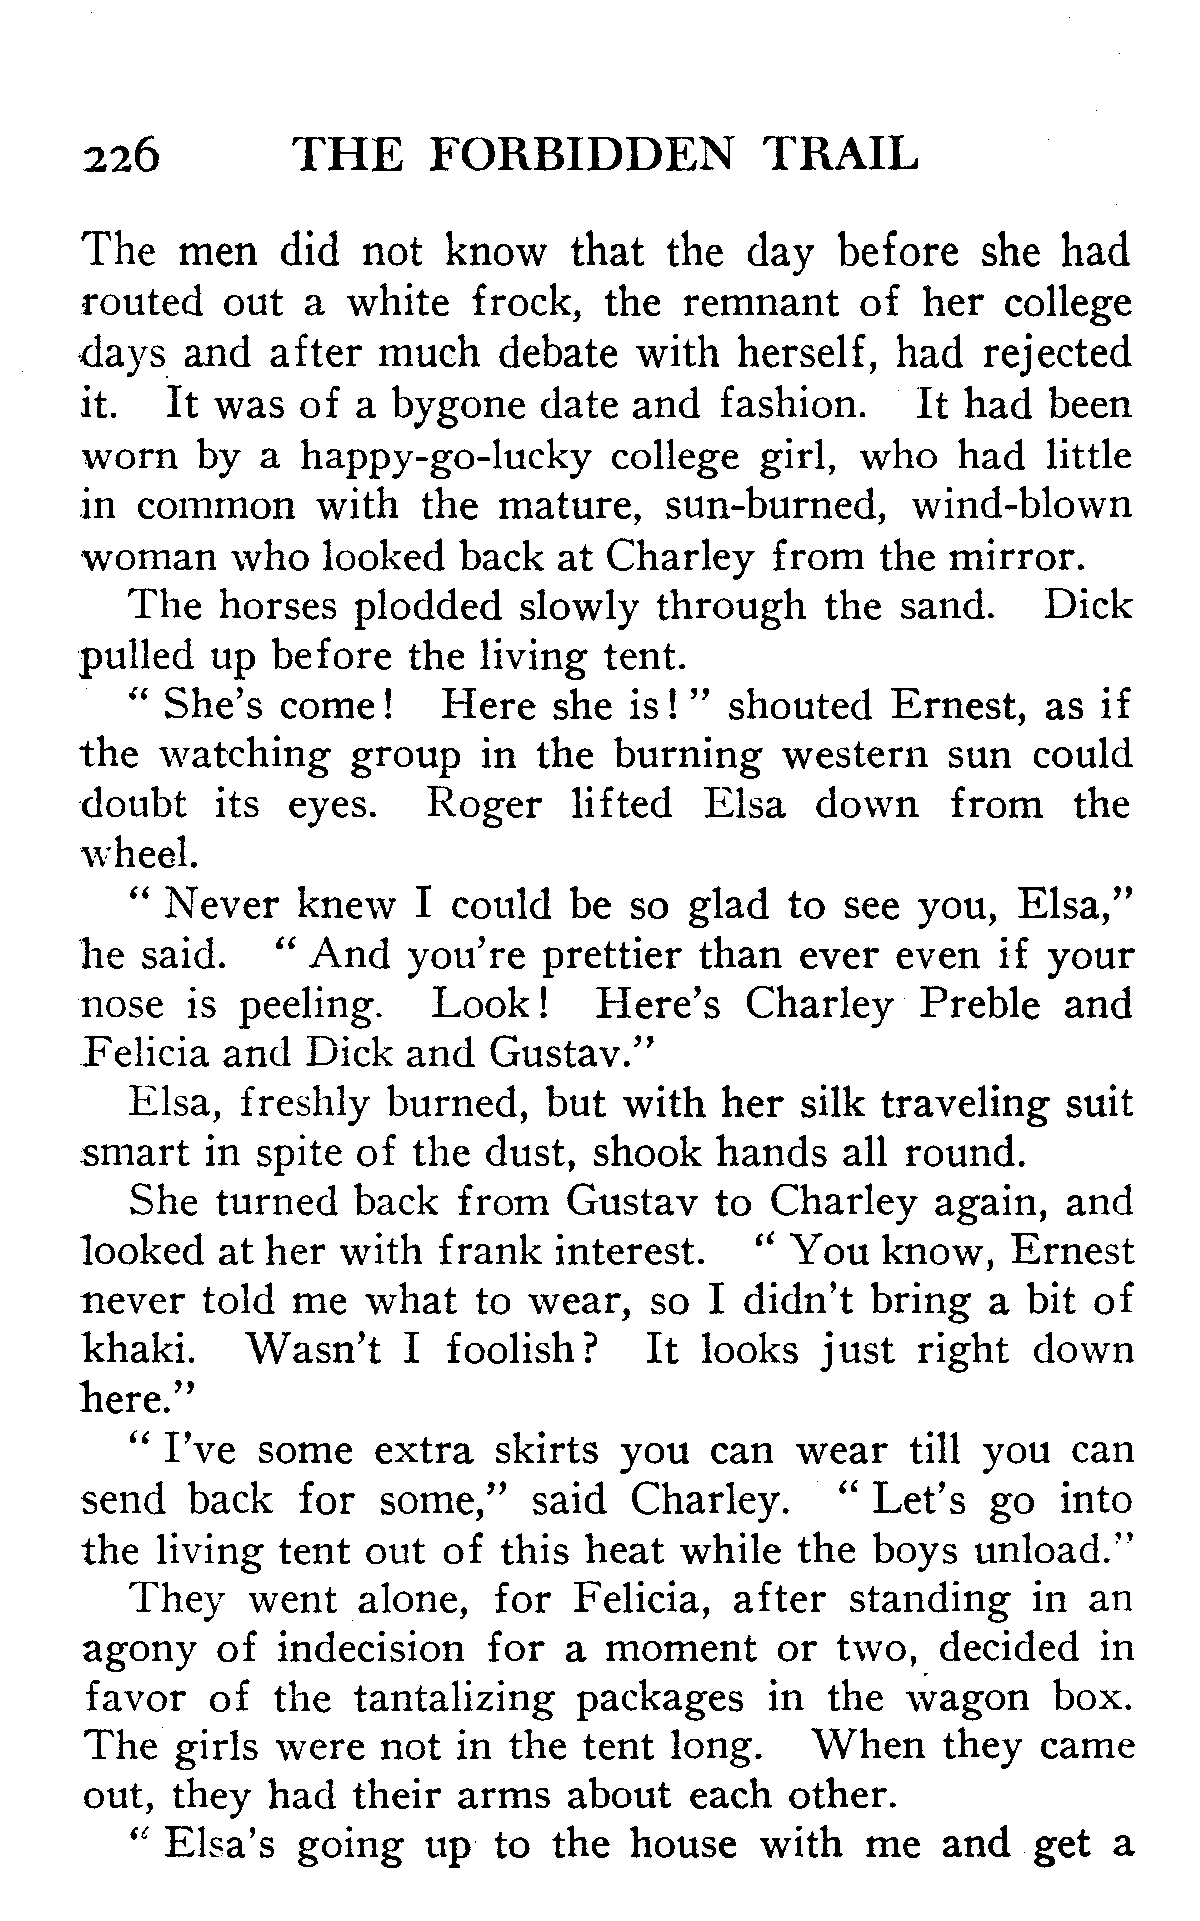 226 THE FORBIDDEN TRAIL
The men did not know that the day before she had
routed out a white frock, the remnant of her college
days and after much debate with herself, had rejected
it. It was of a bygone date and fashion. It had been
worn by a happy-go-lucky college girl, who had little
in common with the mature, sun-burned, wind-blown
woman who looked back at Charley from the mirror.
The horses plodded slowly through the sand. Dick
pulled up before the living tent.
“ She’s come! Here she is! ” shouted Ernest, as if
the watching group in the burning western sun could
doubt its eyes. Roger lifted Elsa down from the
wheel.
“ Never knew I could be so glad to see you, Elsa,”
he said. “ And you’re prettier than ever even if your
nose is peeling. Look! Here’s Charley Preble and
Felicia and Dick and Gustav.”
Elsa, freshly burned, but with her silk traveling suit
smart in spite of the dust, shook hands all round.
She turned back from Gustav to Charley again, and
looked at her with frank interest. “ You know, Ernest
never told me what to wear, so I didn’t bring a bit of
khaki. Wasn’t I foolish? It looks just right down
here.”
“ I’ve some extra skirts you can wear till you can
send back for some,” said Charley. “ Let’s go into
the living tent out of this heat while the boys unload.”
They went alone, for Felicia, after standing in an
agony of indecision for a moment or two, decided in
favor of the tantalizing packages in the wagon box.
The girls were not in the tent long. When they came
out, they had their arms about each other.
“ Elsa’s going up to the house with me and get a